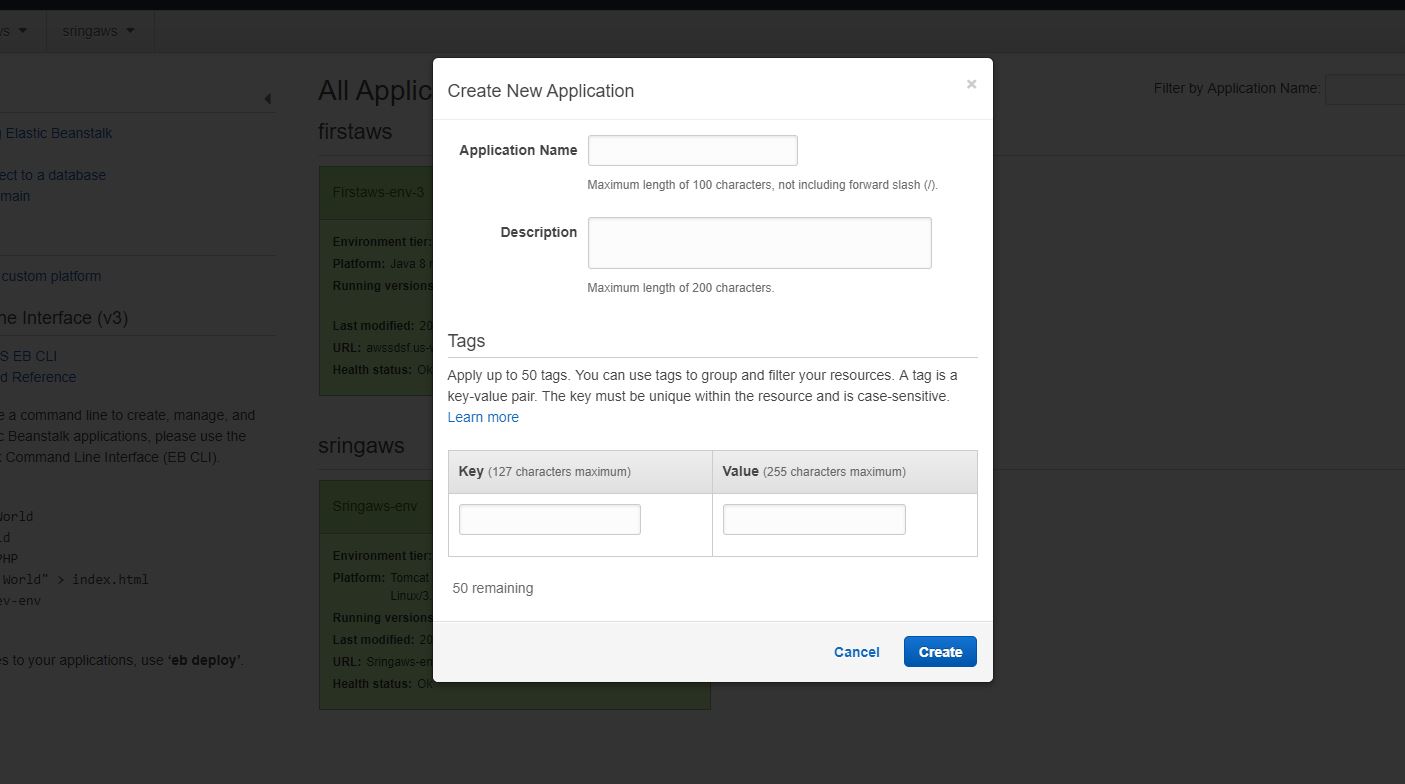 sringaws
All Applic
Filter by Application Name:
firstaws
Elastic Beanstalk
ect to a database
main
custom platform
ne Interface (v3)
S EB CLI
d Reference
e a command line to create, manage, and
c Beanstalk applications, please use the
Command Line Interface (EB CLI).
World
ld
PHP
World" > index.html
ev-env
es to your applications, use 'eb deploy'.
Firstaws-env-3
Environment tier:
Platform: Java 8 r
Running versions
Last modified: 20
URL: awssdsf.us-w
Health status: Ok
sringaws
Sringaws-env
Environment tier:
Platform: Tomcat
Linux/3.
Running versions
Last modified: 20
URL: Sringaws-en
Health status: Ok
Create New Application
×
Application Name
Maximum length of 100 characters, not including forward slash (/).
Description
Maximum length of 200 characters.
Tags
Apply up to 50 tags. You can use tags to group and filter your resources. A tag is a
key-value pair. The key must be unique within the resource and is case-sensitive.
Learn more
Key (127 characters maximum)
Value (255 characters maximum)
50 remaining
Cancel
Create